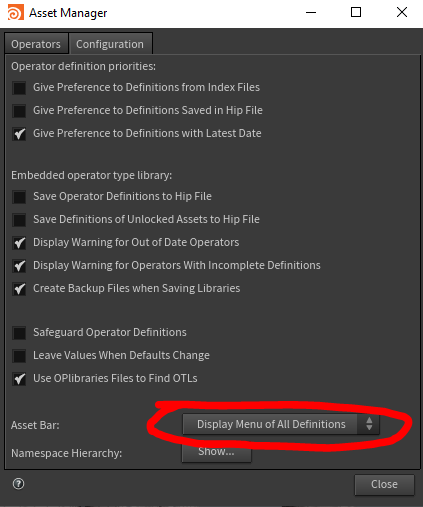 Asset Manager
Operators Configuration
Operator definition priorities:
Give Preference to Definitions from Index Files
Give Preference to Definitions Saved in Hip File
Give Preference to Definitions with Latest Date
Embedded operator type library:
Save Operator Definitions to Hip File
Save Definitions of Unlocked Assets to Hip File
Display Warning for Out of Date Operators
Display Warning for Operators With Incomplete Definitions
Create Backup Files when Saving Libraries
Safeguard Operator Definitions
Leave Values When Defaults Change
Use OPlibraries Files to Find OTLs
Asset Bar: Display Menu of All Definitions
Namespace Hierarchy: Show...
? Close